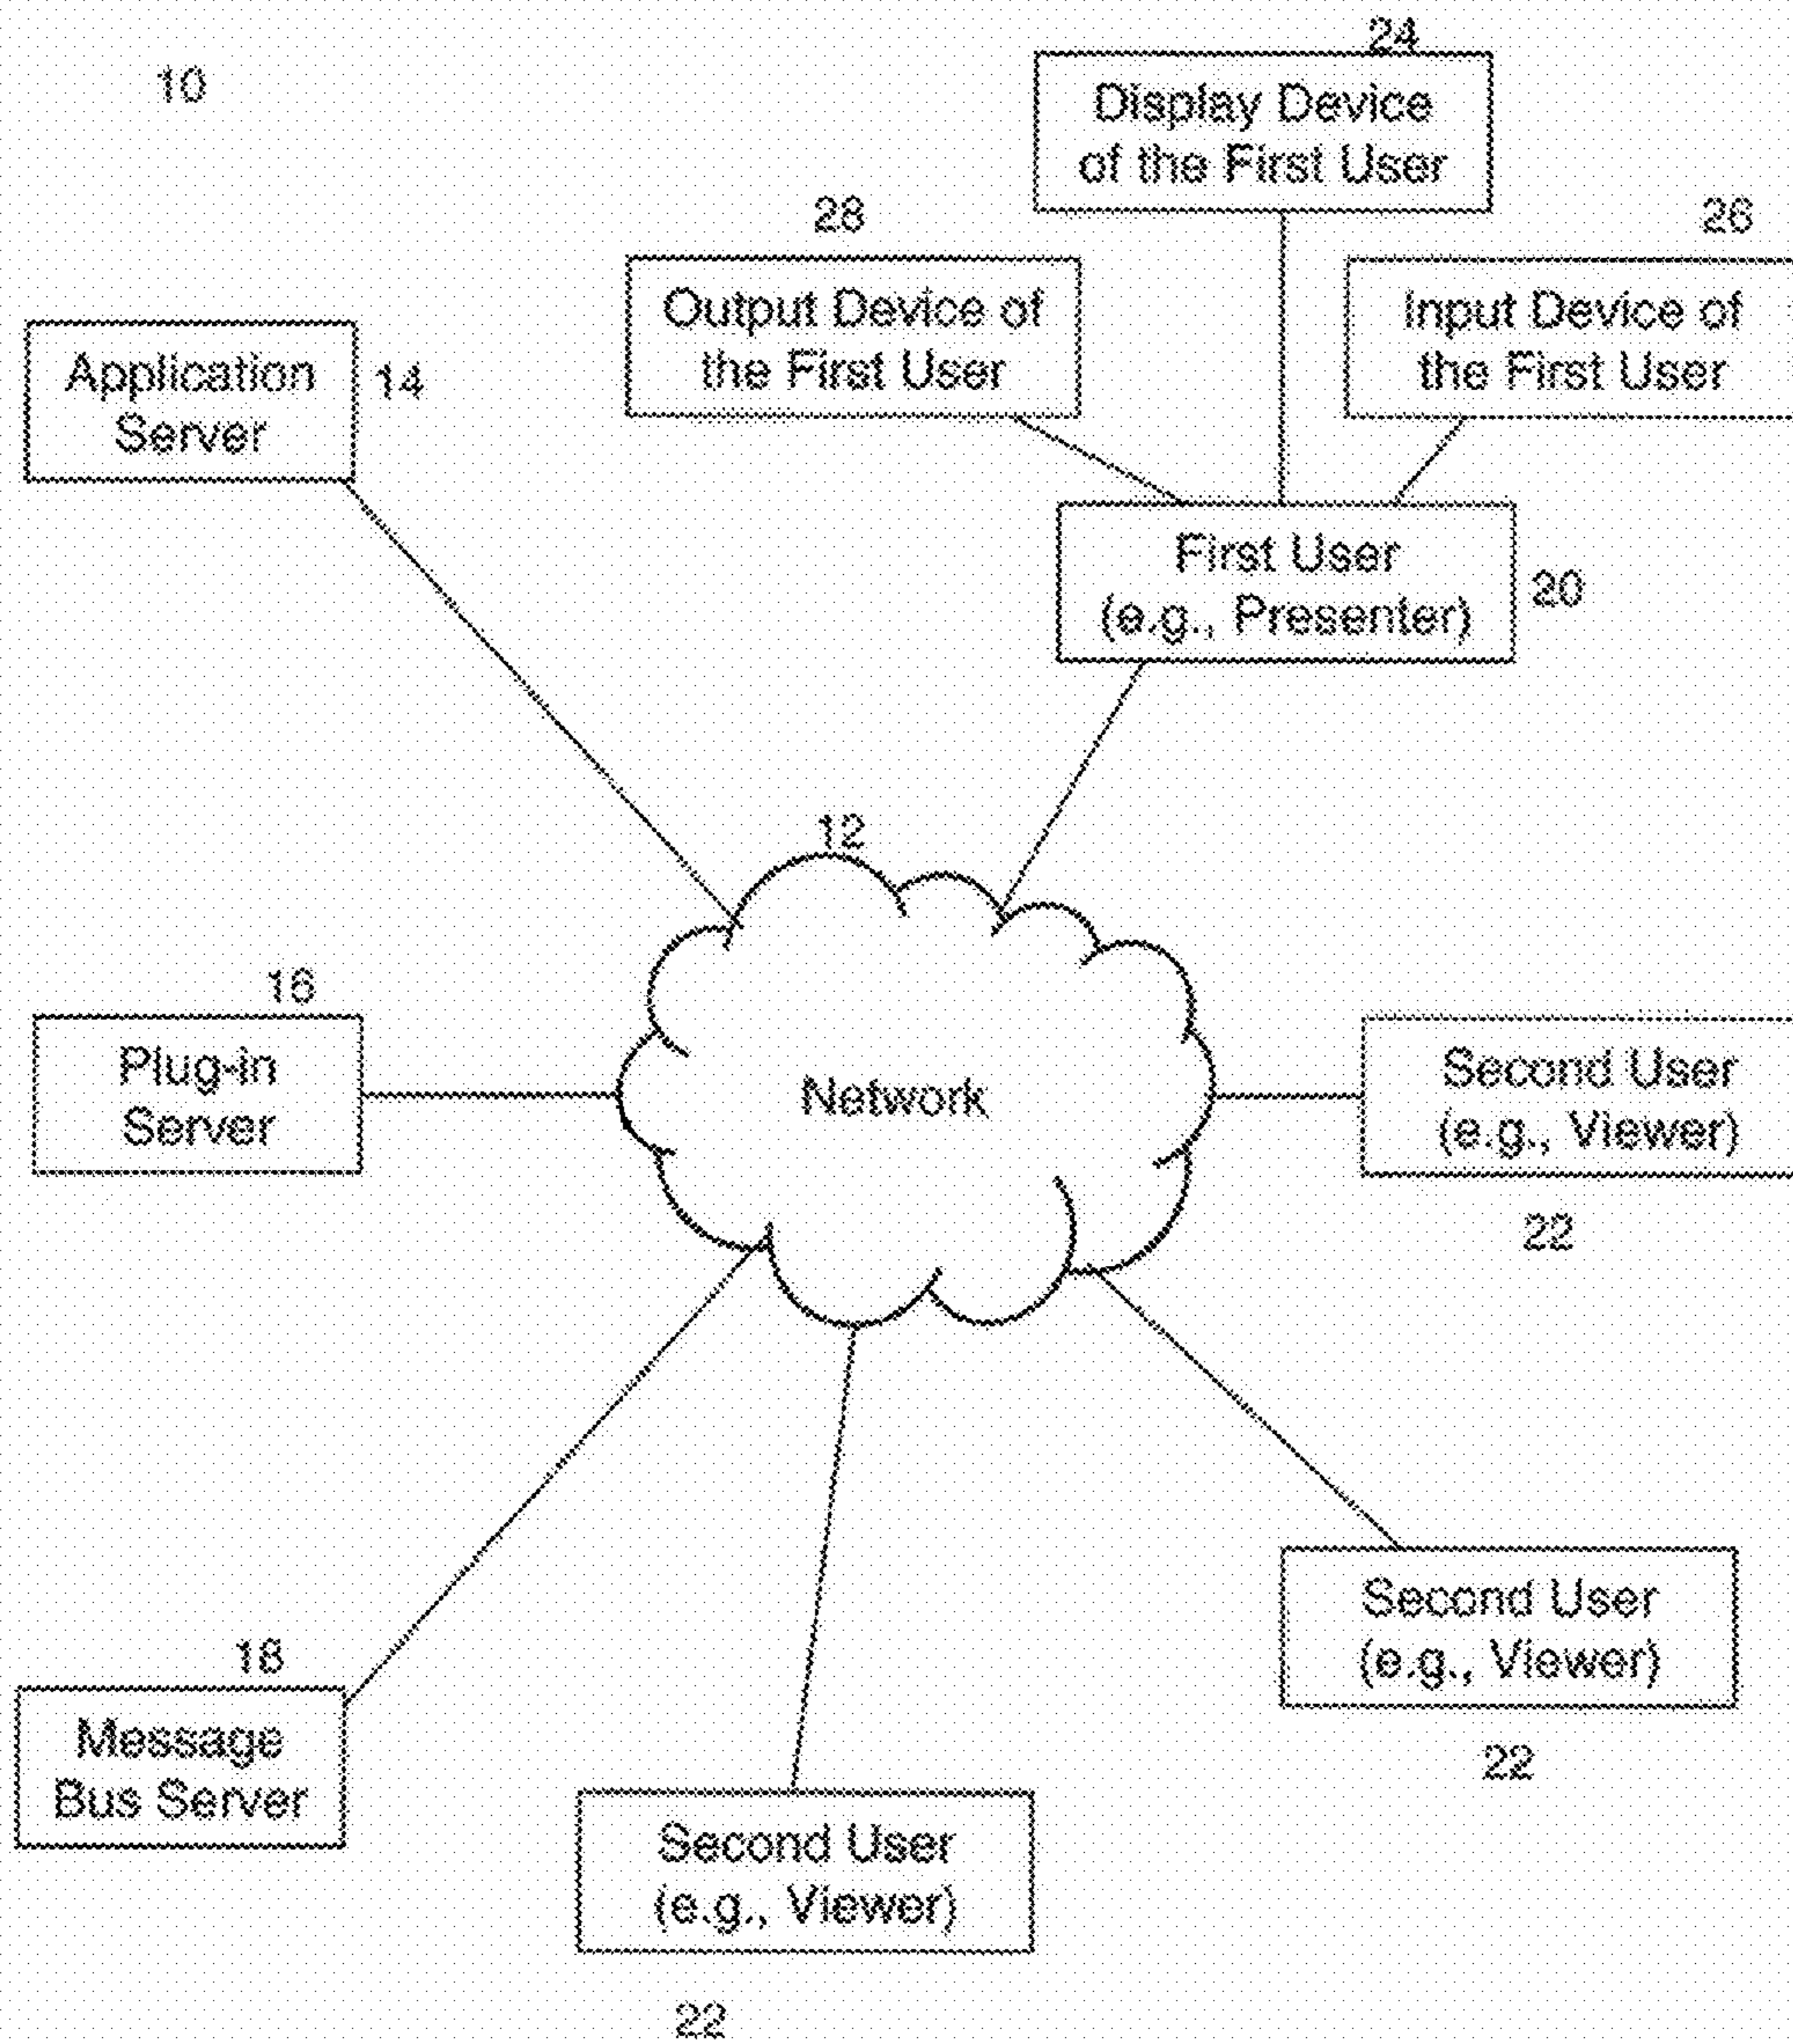 24
10
Display Device
of the First User
28
26
Output Device of
the First User
Input Device of
the First User
Application
Server
14
First User
(e.g., Presenter)
20
12
16
Plug-in
Server
Network
Second User
(e.g., Viewer)
22
Second User
(e.g., Viewer)
22
18
Message
Bus Server
Second User
(e.g., Viewer)
22